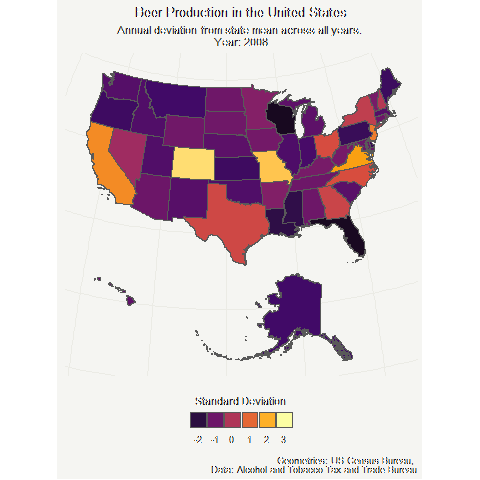 Beer Production in the United States
Annual deviation from state mean across all years.
Year: 2008
Standard Deviation
-2 -1 0 1 2 3
Geometries: US Census Bureau,
Data: Alcohol and Tobacco Tax and Trade Bureau